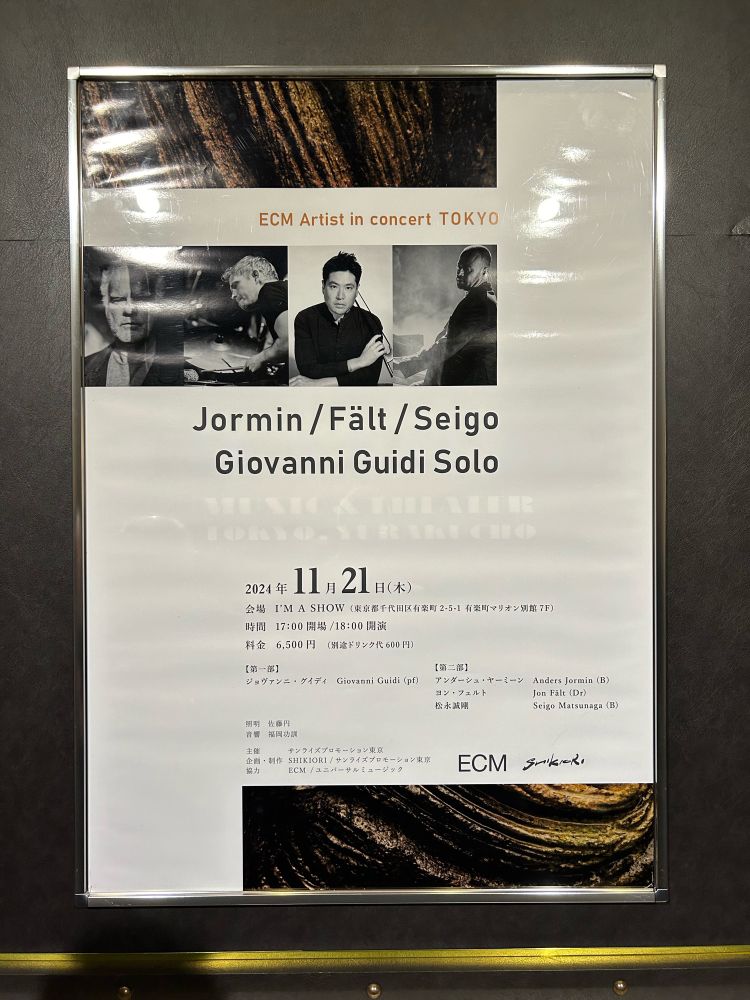 ECM Artist in concert TOKYO
Jormin / Fält / Seigo
Giovanni Guidi Solo
MUSIC & THEATER
TOKYO, YURAKUCHO
2024年 11月21日(木)
会場 I'M A SHOW (東京都千代田区有楽町2-5-1 有楽町マリオン別館7F)
時間 17:00 開場 /18:00 開演
料金 6,500円 (別途ドリンク代600円)
【第一部】
ジョヴァンニ・グイディ Giovanni Guidi (pf)
【第二部】
アンダーシュ・ヤーミーン Anders Jormin (B)
ヨン・フェルト Jon Fält (Dr)
松永誠剛 Seigo Matsunaga (B)
照明 佐藤円
音響 福岡功訓
主催 サンライズプロモーション東京
企画・制作 SHIKIORI / サンライズプロモーション東京
協力 ECM / ユニバーサルミュージック
ECM SHIKIORI